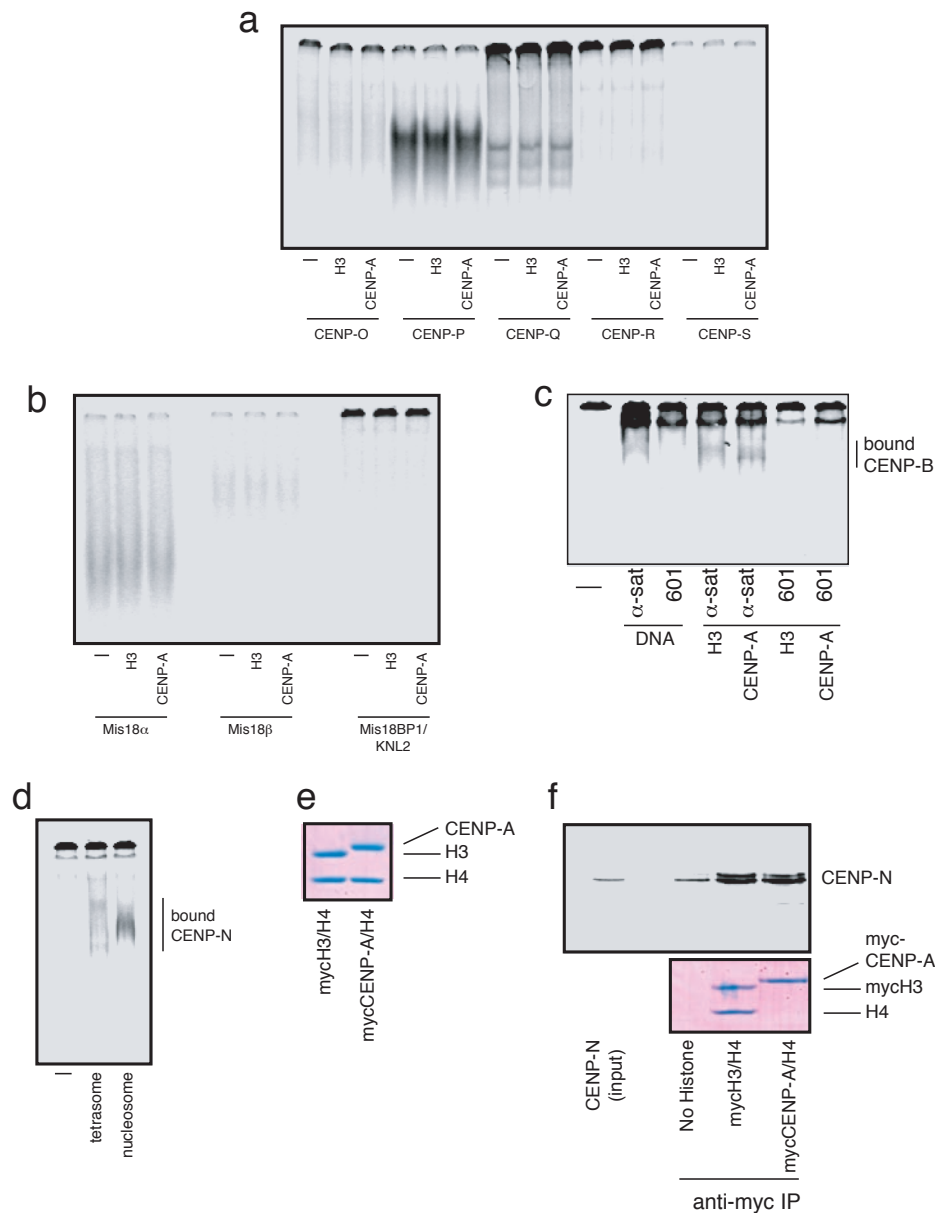 a
— H3 CENP-A — H3 CENP-A — H3 CENP-A — H3 CENP-A — H3 CENP-A
CENP-O CENP-P CENP-Q CENP-R CENP-S
b
— H3 CENP-A — H3 CENP-A — H3 CENP-A
Mis18α Mis18β Mis18BP1/
KNL2
c
bound
CENP-B
— α-sat 601 α-sat α-sat 601 601
DNA H3 CENP-A H3 CENP-A
d
bound
CENP-N
— tetrasome nucleosome
e
CENP-A
H3
H4
mycH3/H4 mycCENP-A/H4
f
CENP-N
myc-
CENP-A
mycH3
H4
CENP-N
(input)
No Histone mycH3/H4 mycCENP-A/H4
anti-myc IP